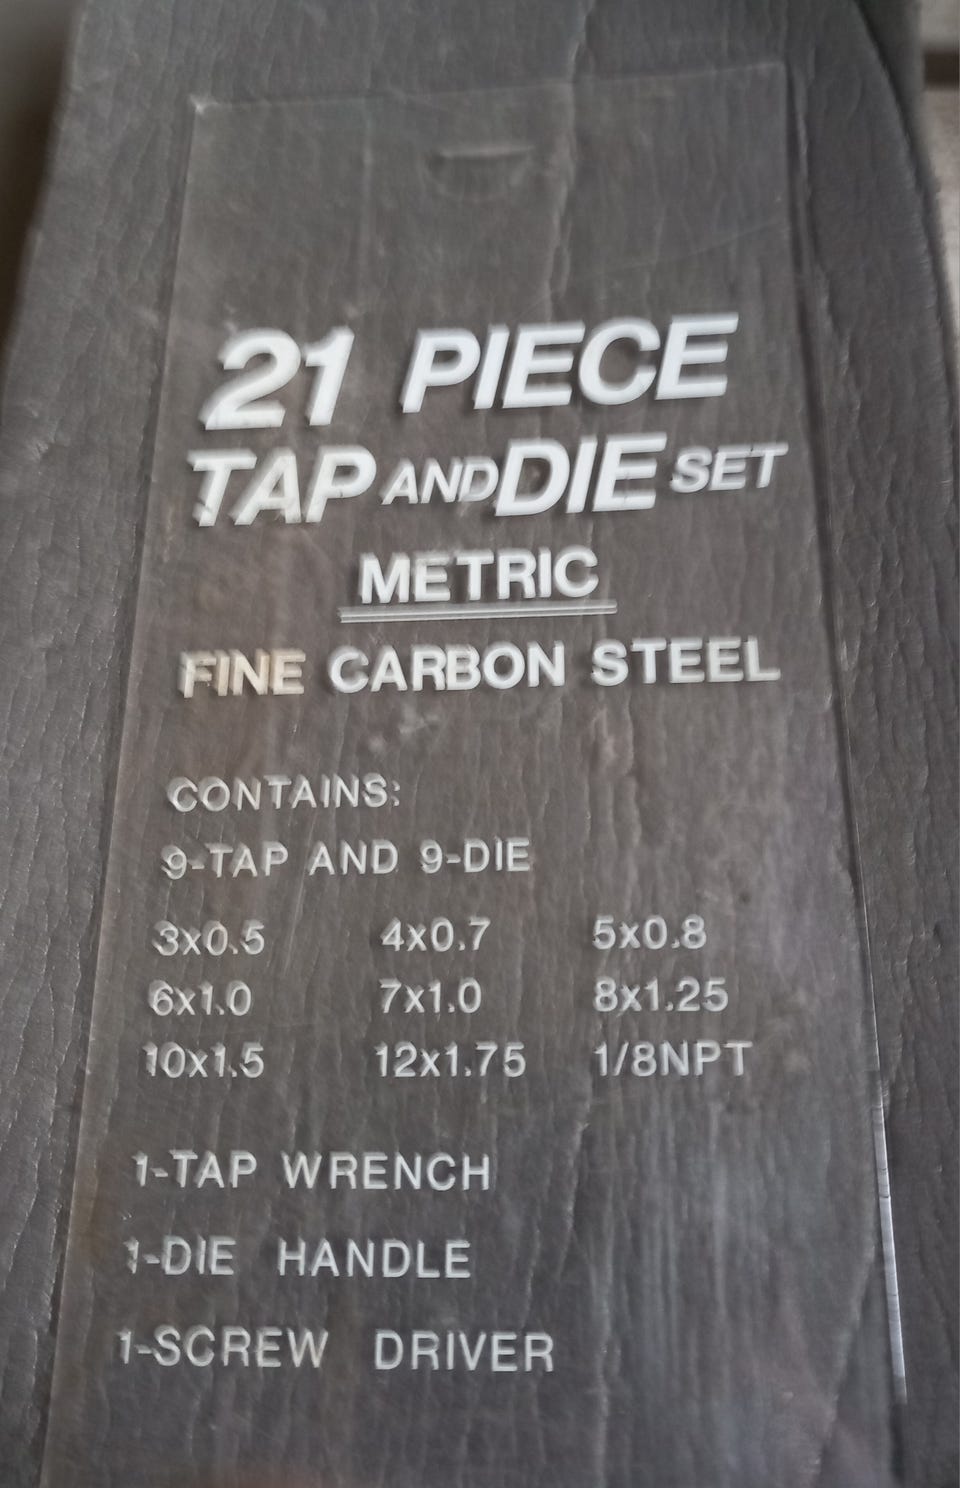 21 PIECE
TAP AND DIE SET
METRIC
FINE CARBON STEEL
CONTAINS:
9-TAP AND 9-DIE
3x0.5 4x0.7 5x0.8
6x1.0 7x1.0 8x1.25
10x1.5 12x1.75 1/8NPT
1-TAP WRENCH
1-DIE HANDLE
1-SCREW DRIVER